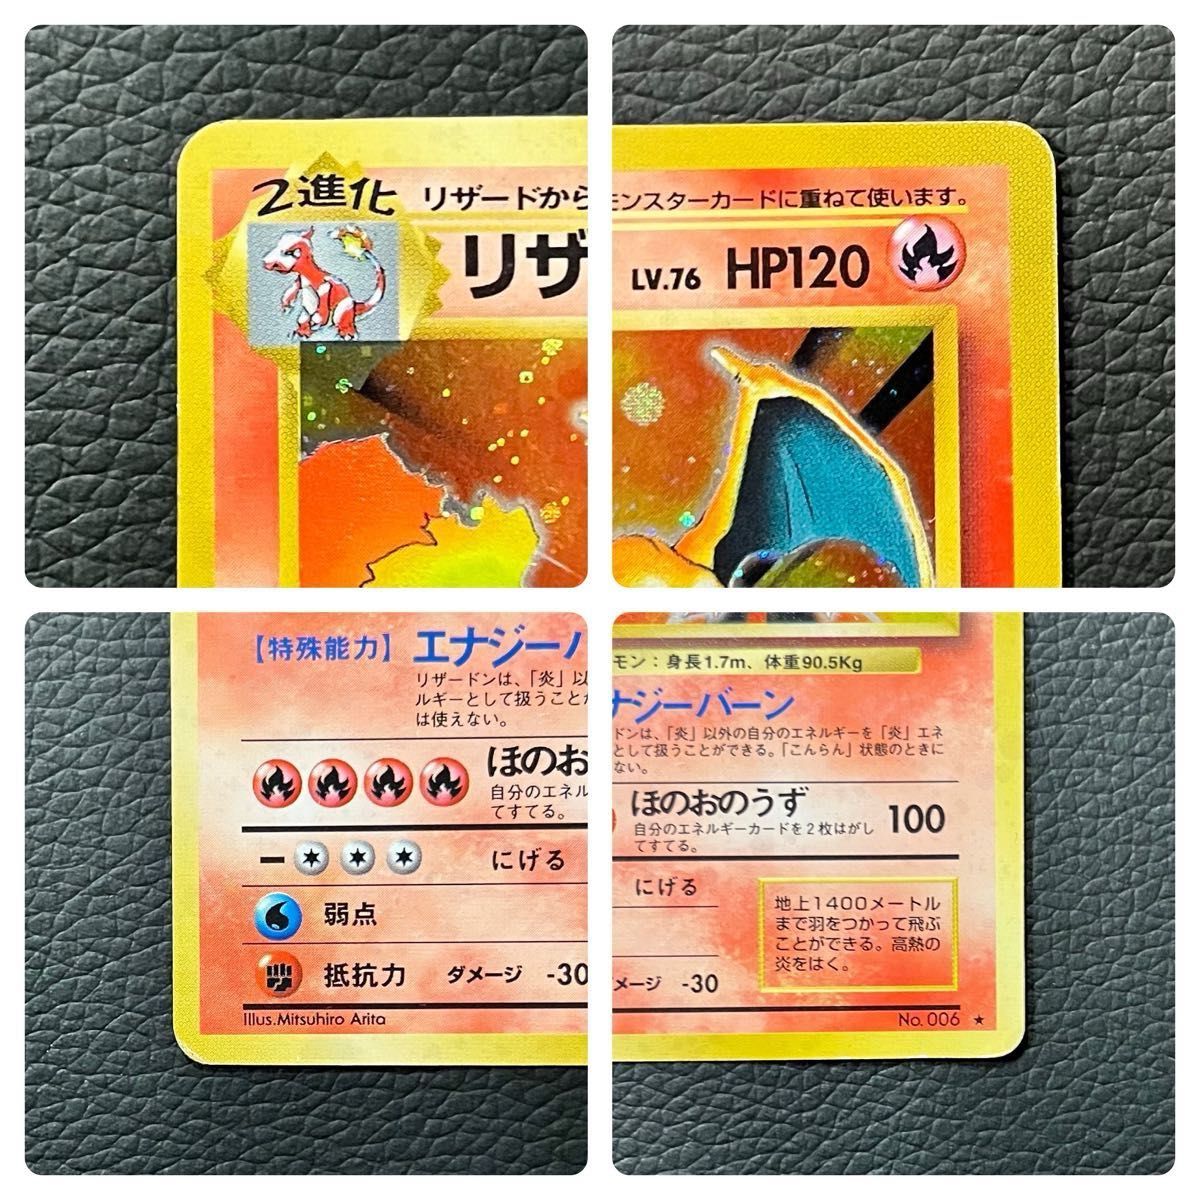 2進化 リザードから
リザ
モンスターカードに重ねて使います。
LV.76 HP120
【特殊能力】 エナジーバ
リザードンは、「炎」以
ルギーとして扱うことが
は使えない。
ほのお
自分のエネル
てすてる。
にげる
弱点
抵抗力 ダメージ -30
Illus.Mitsuhiro Arita
モン：身長1.7m、体重90.5Kg
ナジーバーン
ドンは、「炎」以外の自分のエネルギーを「炎」エネ
として扱うことができる。「こんらん」状態のときに
ない。
ほのおのうず 100
自分のエネルギーカードを2枚はがし
てすてる。
にげる
地上1400メートル
まで羽をつかって飛ぶ
ことができる。高熱の
炎をはく。
メージ -30
No. 006 ★